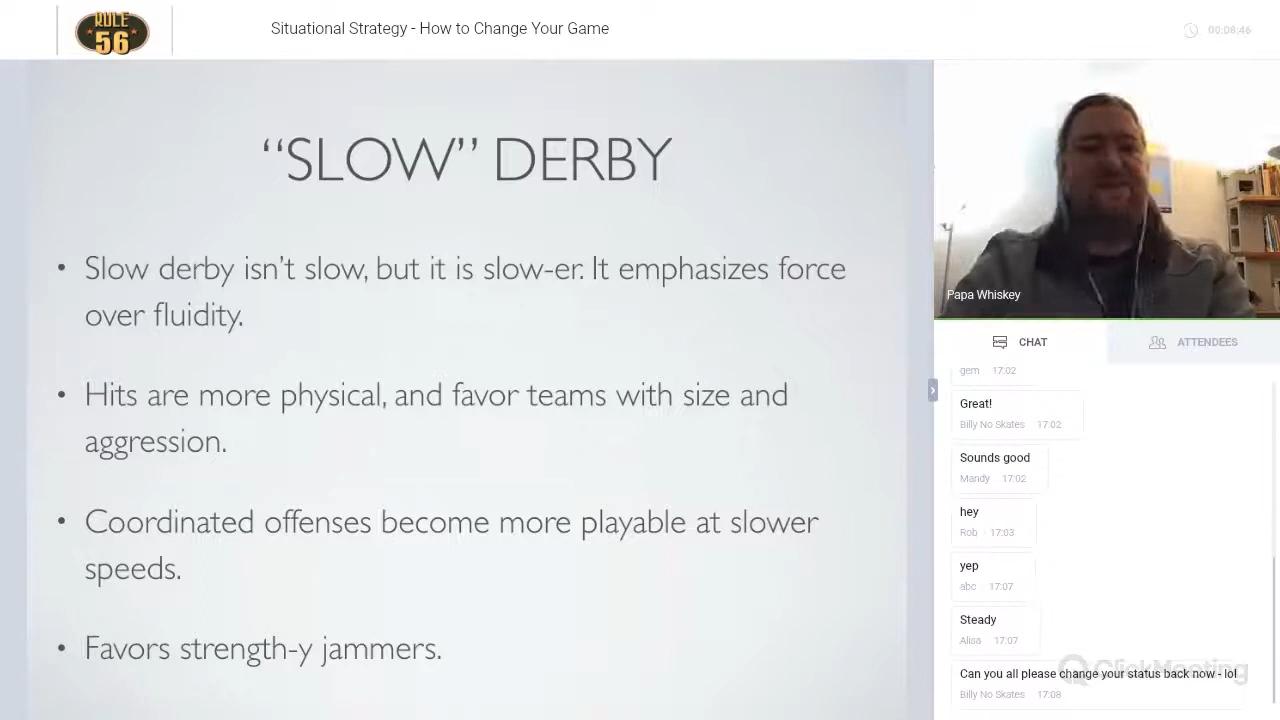 RULE
56
Situational Strategy - How to Change Your Game
00:08:46
“SLOW” DERBY
• Slow derby isn’t slow, but it is slow-er. It emphasizes force
over fluidity.
• Hits are more physical, and favor teams with size and
aggression.
• Coordinated offenses become more playable at slower
speeds.
• Favors strength-y jammers.
Papa Whiskey
CHAT
ATTENDEES
gem 17:02
Great!
Billy No Skates 17:02
Sounds good
Mandy 17:02
hey
Rob 17:03
yep
abc 17:07
Steady
Alisa 17:07
ClickMeeting
Can you all please change your status back now - lol
Billy No Skates 17:08